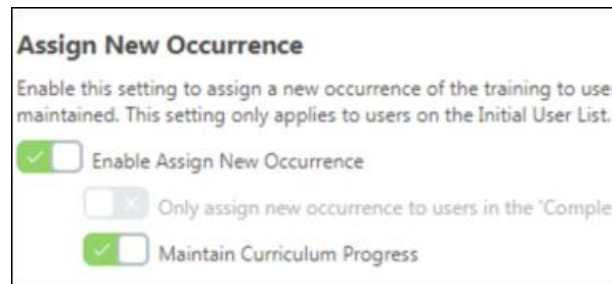 Assign New Occurrence
Enable this setting to assign a new occurrence of the training to
maintained. This setting only applies to users on the Initial User List.
Enable Assign New Occurrence
Only assign new occurrence to users in the
Maintain Curriculum Progress